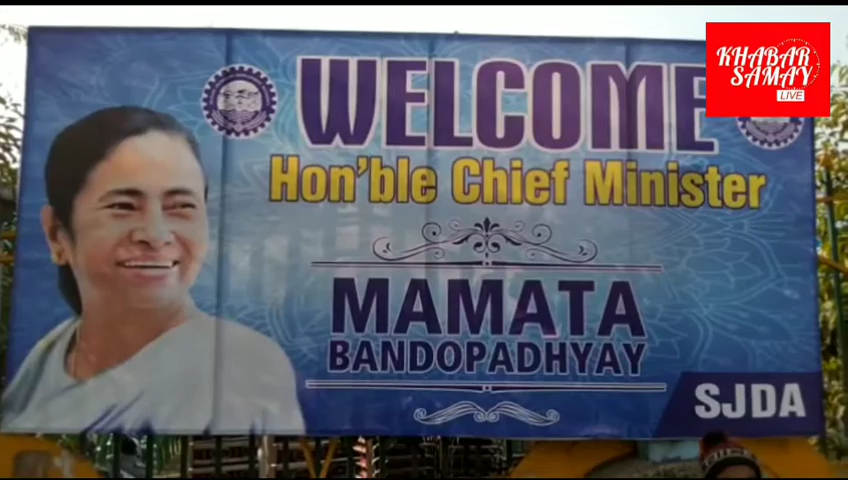 KHABAR
SAMAY
LIVE
WELCOME
Hon'ble Chief Minister
MAMATA
BANDOPADHYAY
SJDA